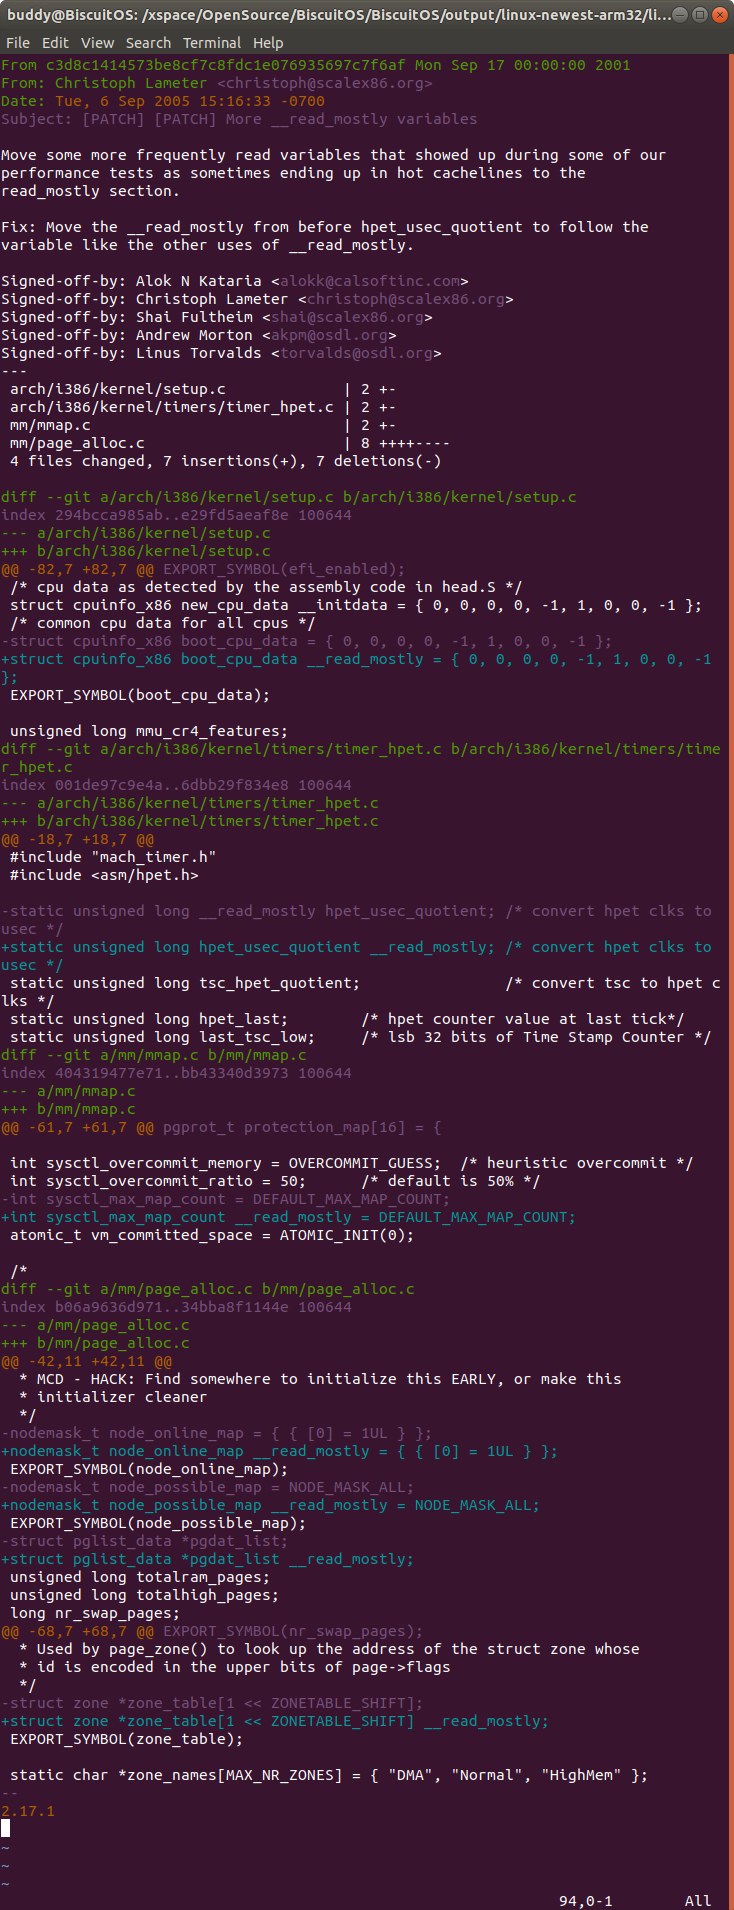 buddy@BiscuitOS: /xspace/OpenSource/BiscuitOS/BiscuitOS/output/linux-newest-arm32/li...
File Edit View Search Terminal Help
From c3d8c1414573be8cf7c8fdc1e076935697c7f6af Mon Sep 17 00:00:00 2001
From: Christoph Lameter <christoph@scalex86.org>
Date: Tue, 6 Sep 2005 15:16:33 -0700
Subject: [PATCH] [PATCH] More __read_mostly variables

Move some more frequently read variables that showed up during some of our
performance tests as sometimes ending up in hot cachelines to the
read_mostly section.

Fix: Move the __read_mostly from before hpet_usec_quotient to follow the
variable like the other uses of __read_mostly.

Signed-off-by: Alok N Kataria <alokk@calsoftinc.com>
Signed-off-by: Christoph Lameter <christoph@scalex86.org>
Signed-off-by: Shai Fultheim <shai@scalex86.org>
Signed-off-by: Andrew Morton <akpm@osdl.org>
Signed-off-by: Linus Torvalds <torvalds@osdl.org>
---
 arch/i386/kernel/setup.c             | 2 +-
 arch/i386/kernel/timers/timer_hpet.c | 2 +-
 mm/mmap.c                            | 2 +-
 mm/page_alloc.c                      | 8 ++++----
 4 files changed, 7 insertions(+), 7 deletions(-)

diff --git a/arch/i386/kernel/setup.c b/arch/i386/kernel/setup.c
index 294bcca985ab..e29fd5aeaf8e 100644
--- a/arch/i386/kernel/setup.c
+++ b/arch/i386/kernel/setup.c
@@ -82,7 +82,7 @@ EXPORT_SYMBOL(efi_enabled);
 /* cpu data as detected by the assembly code in head.S */
 struct cpuinfo_x86 new_cpu_data __initdata = { 0, 0, 0, 0, -1, 1, 0, 0, -1 };
 /* common cpu data for all cpus */
-struct cpuinfo_x86 boot_cpu_data = { 0, 0, 0, 0, -1, 1, 0, 0, -1 };
+struct cpuinfo_x86 boot_cpu_data __read_mostly = { 0, 0, 0, 0, -1, 1, 0, 0, -1
};
 EXPORT_SYMBOL(boot_cpu_data);

 unsigned long mmu_cr4_features;
diff --git a/arch/i386/kernel/timers/timer_hpet.c b/arch/i386/kernel/timers/time
r_hpet.c
index 001de97c9e4a..6dbb29f834e8 100644
--- a/arch/i386/kernel/timers/timer_hpet.c
+++ b/arch/i386/kernel/timers/timer_hpet.c
@@ -18,7 +18,7 @@
 #include "mach_timer.h"
 #include <asm/hpet.h>

-static unsigned long __read_mostly hpet_usec_quotient; /* convert hpet clks to
usec */
+static unsigned long hpet_usec_quotient __read_mostly; /* convert hpet clks to
usec */
 static unsigned long tsc_hpet_quotient;                /* convert tsc to hpet c
lks */
 static unsigned long hpet_last;        /* hpet counter value at last tick*/
 static unsigned long last_tsc_low;     /* lsb 32 bits of Time Stamp Counter */
diff --git a/mm/mmap.c b/mm/mmap.c
index 404319477e71..bb43340d3973 100644
--- a/mm/mmap.c
+++ b/mm/mmap.c
@@ -61,7 +61,7 @@ pgprot_t protection_map[16] = {

 int sysctl_overcommit_memory = OVERCOMMIT_GUESS;  /* heuristic overcommit */
 int sysctl_overcommit_ratio = 50;      /* default is 50% */
-int sysctl_max_map_count = DEFAULT_MAX_MAP_COUNT;
+int sysctl_max_map_count __read_mostly = DEFAULT_MAX_MAP_COUNT;
 atomic_t vm_committed_space = ATOMIC_INIT(0);

 /*
diff --git a/mm/page_alloc.c b/mm/page_alloc.c
index b06a9636d971..34bba8f1144e 100644
--- a/mm/page_alloc.c
+++ b/mm/page_alloc.c
@@ -42,11 +42,11 @@
  * MCD - HACK: Find somewhere to initialize this EARLY, or make this
  * initializer cleaner
  */
-nodemask_t node_online_map = { { [0] = 1UL } };
+nodemask_t node_online_map __read_mostly = { { [0] = 1UL } };
 EXPORT_SYMBOL(node_online_map);
-nodemask_t node_possible_map = NODE_MASK_ALL;
+nodemask_t node_possible_map __read_mostly = NODE_MASK_ALL;
 EXPORT_SYMBOL(node_possible_map);
-struct pglist_data *pgdat_list;
+struct pglist_data *pgdat_list __read_mostly;
 unsigned long totalram_pages;
 unsigned long totalhigh_pages;
 long nr_swap_pages;
@@ -68,7 +68,7 @@ EXPORT_SYMBOL(nr_swap_pages);
  * Used by page_zone() to look up the address of the struct zone whose
  * id is encoded in the upper bits of page->flags
  */
-struct zone *zone_table[1 << ZONETABLE_SHIFT];
+struct zone *zone_table[1 << ZONETABLE_SHIFT] __read_mostly;
 EXPORT_SYMBOL(zone_table);

 static char *zone_names[MAX_NR_ZONES] = { "DMA", "Normal", "HighMem" };
--
2.17.1

~
~
~
94,0-1        All